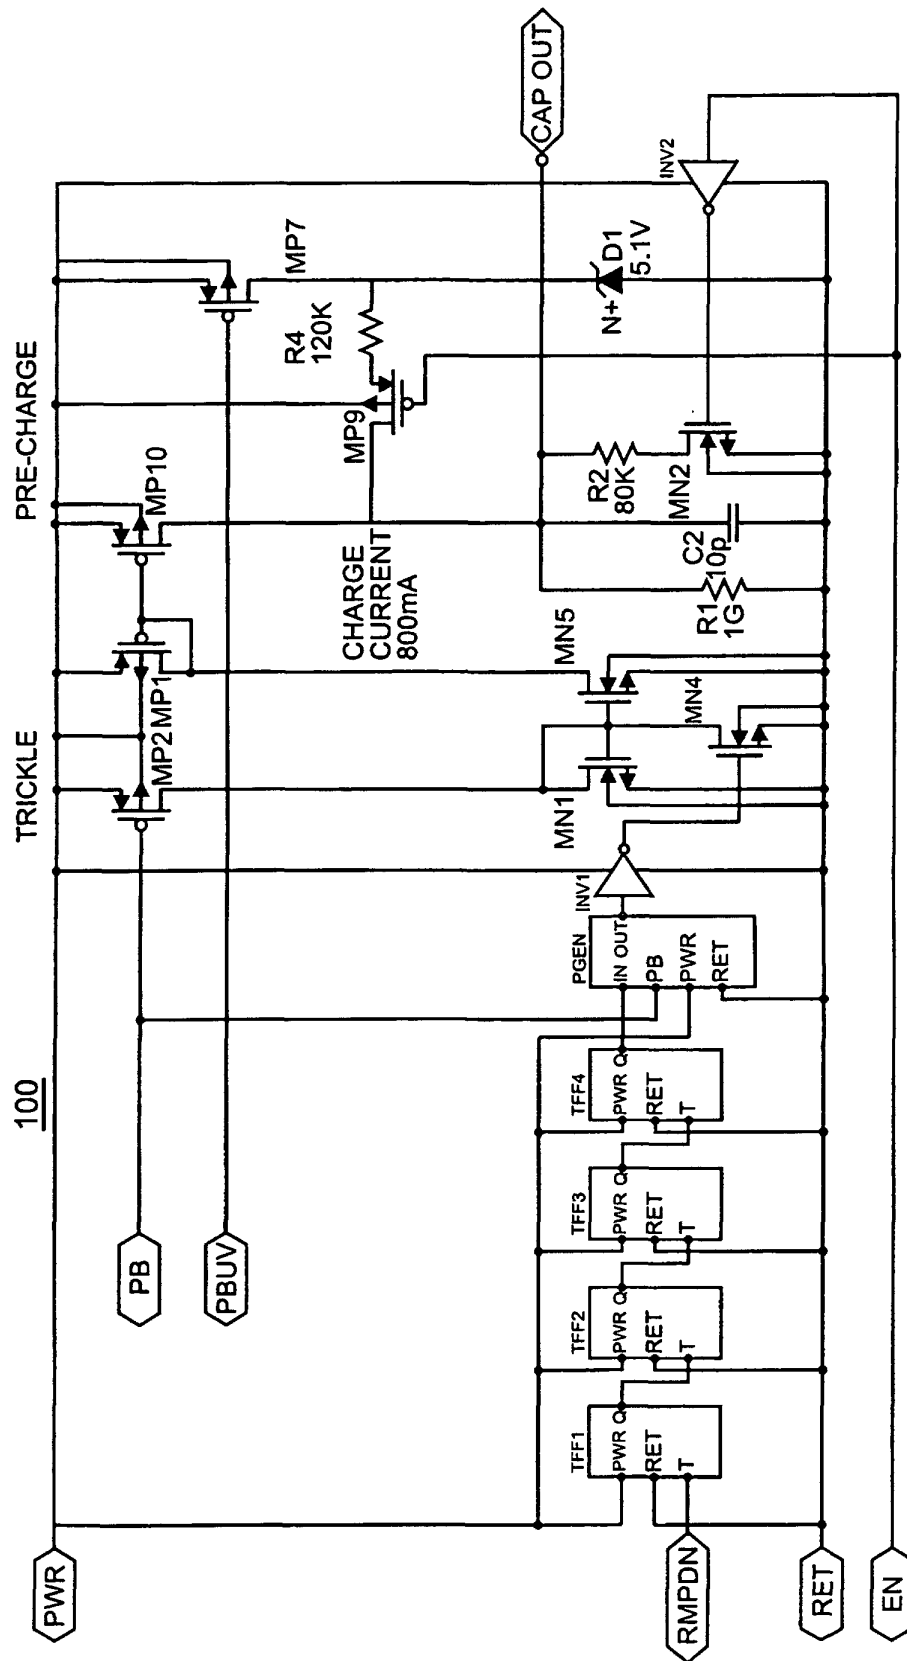 100
TRICKLE
PRE-CHARGE
PWR
PB
PBUV
MP2
MP1
MP10
MP7
R4
120K
MP9
CHARGE
CURRENT
800mA
CAP OUT
RMPDN
TFF1
PWR Q
RET
T
TFF2
PWR Q
RET
T
TFF3
PWR Q
RET
T
TFF4
PWR Q
RET
T
PGEN
IN OUT
PB
PWR
RET
INV1
MN1
MN5
MN4
R1
1G
C2
10p
R2
80K
MN2
N+
D1
5.1V
INV2
RET
EN